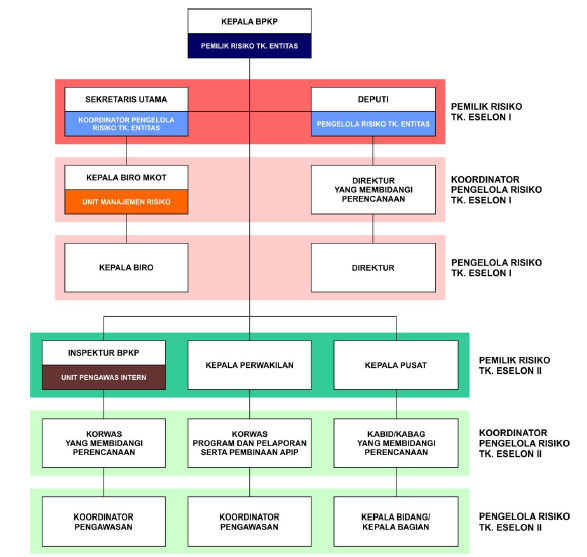 KEPALA BPKP
PEMILIK RISIKO TK. ENTITAS
SEKRETARIS UTAMA
KOORDINATOR PENGELOLA
RISIKO TK. ENTITAS
DEPUTI
PENGELOLA RISIKO TK. ENTITAS
PEMILIK RISIKO
TK. ESELON I
KEPALA BIRO MKOT
UNIT MANAJEMEN RISIKO
DIREKTUR
YANG MEMBIDANGI
PERENCANAAN
KOORDINATOR
PENGELOLA RISIKO
TK. ESELON I
KEPALA BIRO
DIREKTUR
PENGELOLA RISIKO
TK. ESELON I
INSPEKTUR BPKP
UNIT PENGAWAS INTERN
KEPALA PERWAKILAN
KEPALA PUSAT
PEMILIK RISIKO
TK. ESELON II
KORWAS
YANG MEMBIDANGI
PERENCANAAN
KORWAS
PROGRAM DAN PELAPORAN
SERTA PEMBINAAN APIP
KABID/KABAG
YANG MEMBIDANGI
PERENCANAAN
KOORDINATOR
PENGELOLA RISIKO
TK. ESELON II
KOORDINATOR
PENGAWASAN
KOORDINATOR
PENGAWASAN
KEPALA BIDANG/
KEPALA BAGIAN
PENGELOLA RISIKO
TK. ESELON II